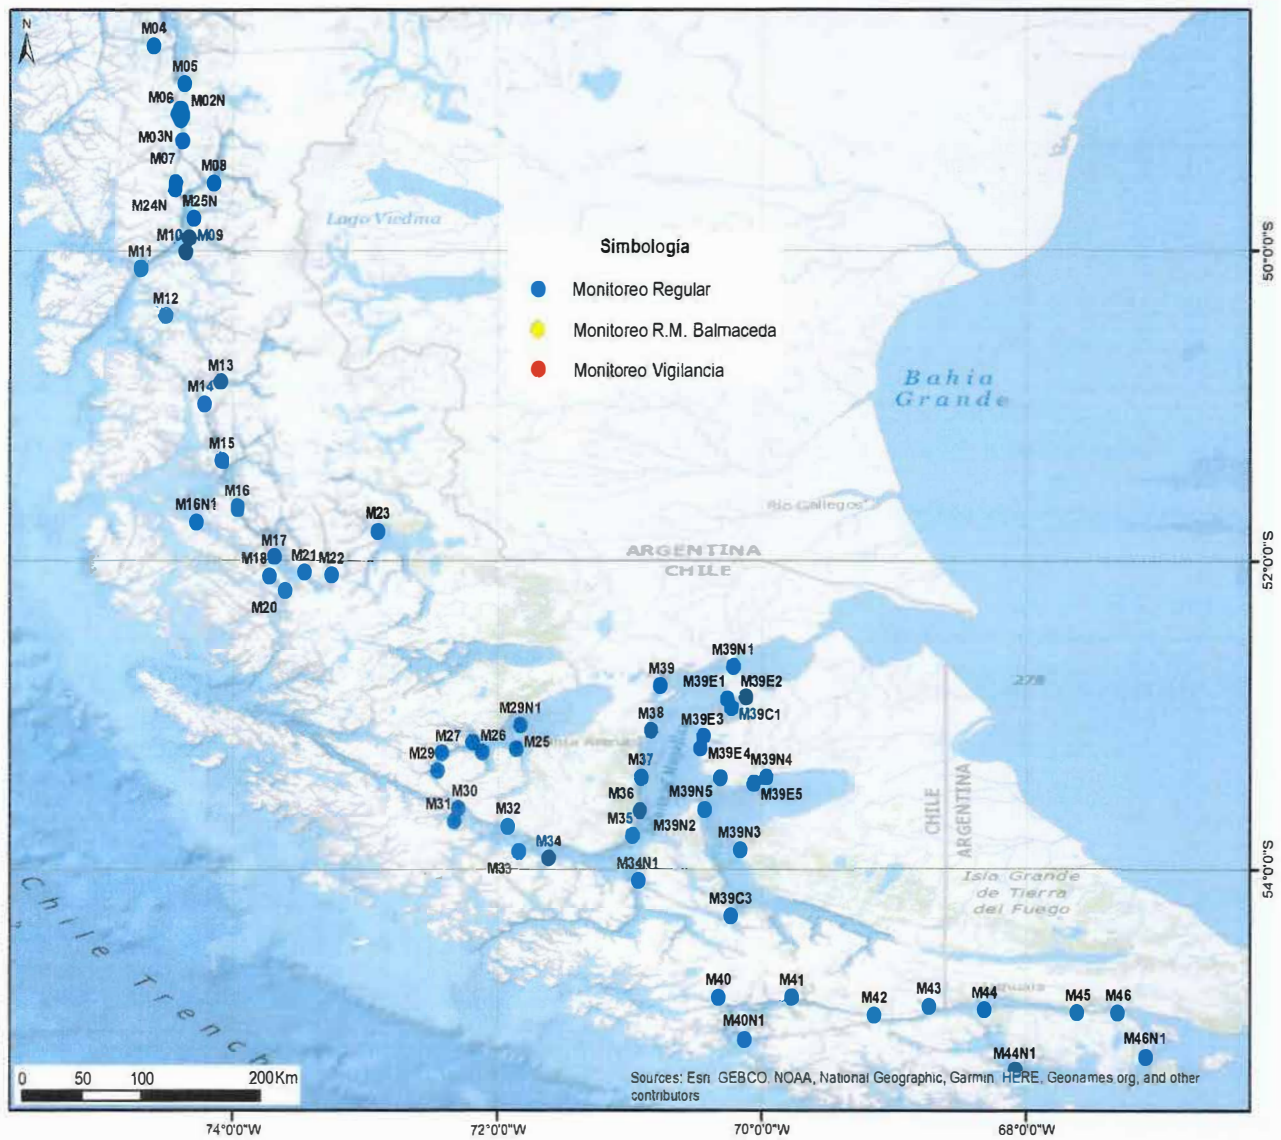 N
M04
M05
M06
M02N
M03N
M07
M08
M24N
M25N
M10
M09
M11
M12
M13
M14
M15
M16
M16N1
M17
M18
M21
M22
M20
M23
Lago Viedma
Simbología
Monitoreo Regular
Monitoreo R.M. Balmaceda
Monitoreo Vigilancia
Bahía
Grande
Río Gallegos
ARGENTINA
CHILE
M39N1
M39
M39E1
M39E2
M39C1
M38
M39E3
M39E4
M39N4
M39E5
M37
M36
M39N5
M35
M39N2
M39N3
M34N1
M39C3
M29N1
M27
M26
M25
M29
M30
M31
M32
M33
M34
278
CHILE
ARGENTINA
Isla Grande
de Tierra
del Fuego
M40
M41
M42
M43
M44
M45
M46
M40N1
M44N1
M46N1
Chile Trench
0 50 100 200Km
Sources: Esri, GEBCO, NOAA, National Geographic, Garmin, HERE, Geonames.org, and other
contributors
50°0'0"S
52°0'0"S
54°0'0"S
74°0'0"W
72°0'0"W
70°0'0"W
68°0'0"W